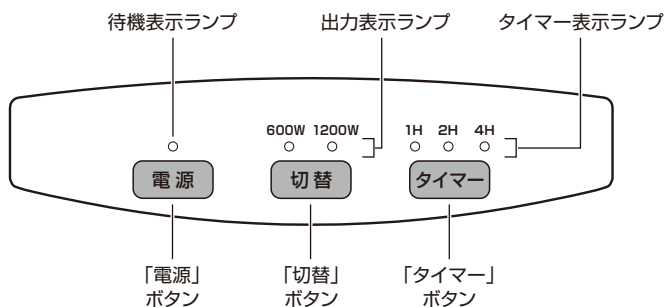 待機表示ランプ
出力表示ランプ
タイマー表示ランプ
600W 1200W
1H 2H 4H
電源
切替
タイマー
「電源」
ボタン
「切替」
ボタン
「タイマー」
ボタン